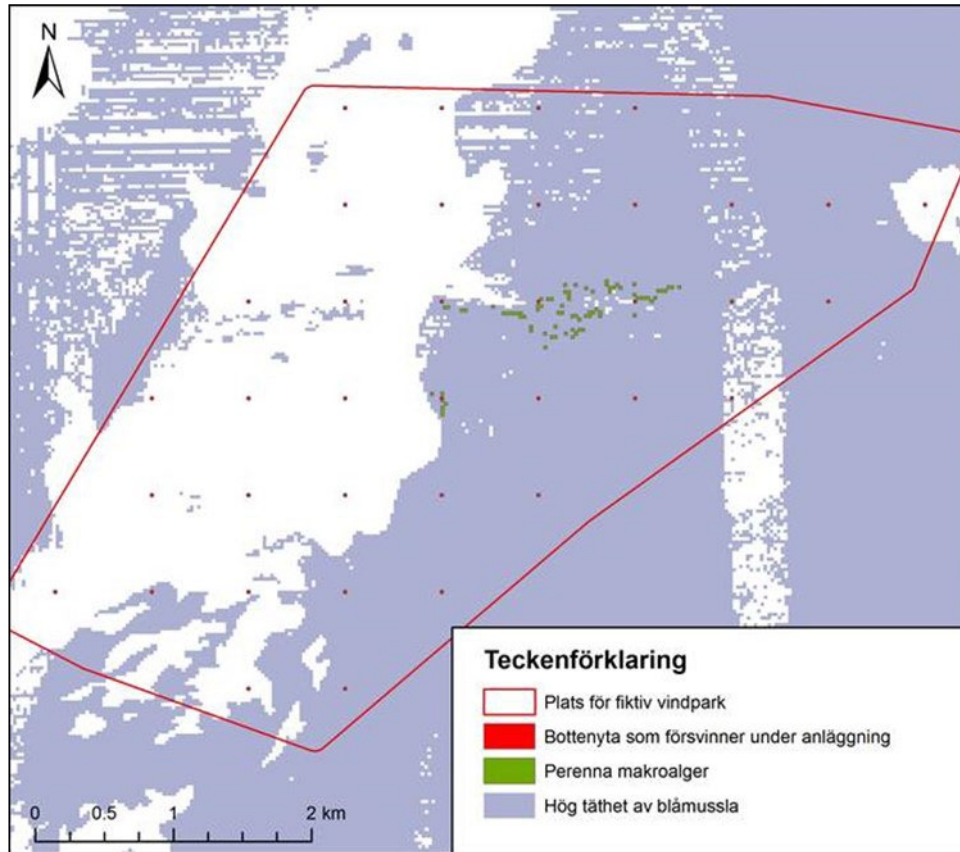 N
Teckenförklaring
Plats för fiktiv vindpark
Bottenyta som försvinner under anläggning
Perenna makroalger
Hög täthet av blåmussla
0 0.5 1 2 km